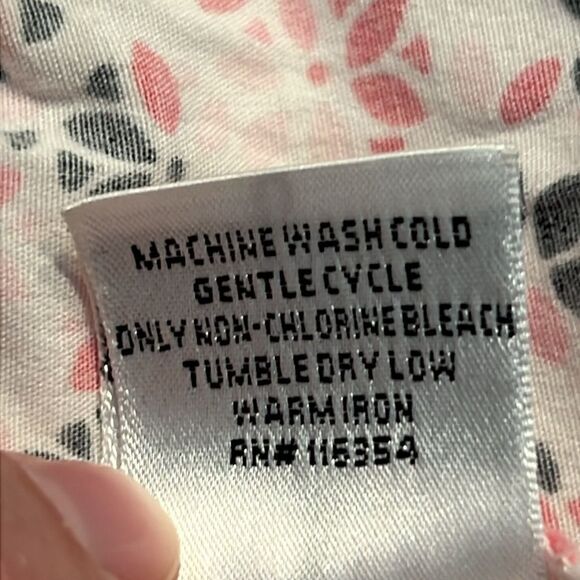 MACHINE WASH COLD
GENTLE CYCLE
ONLY NON-CHLORINE BLEACH
TUMBLE DRY LOW
WARM IRON
RN# 115354